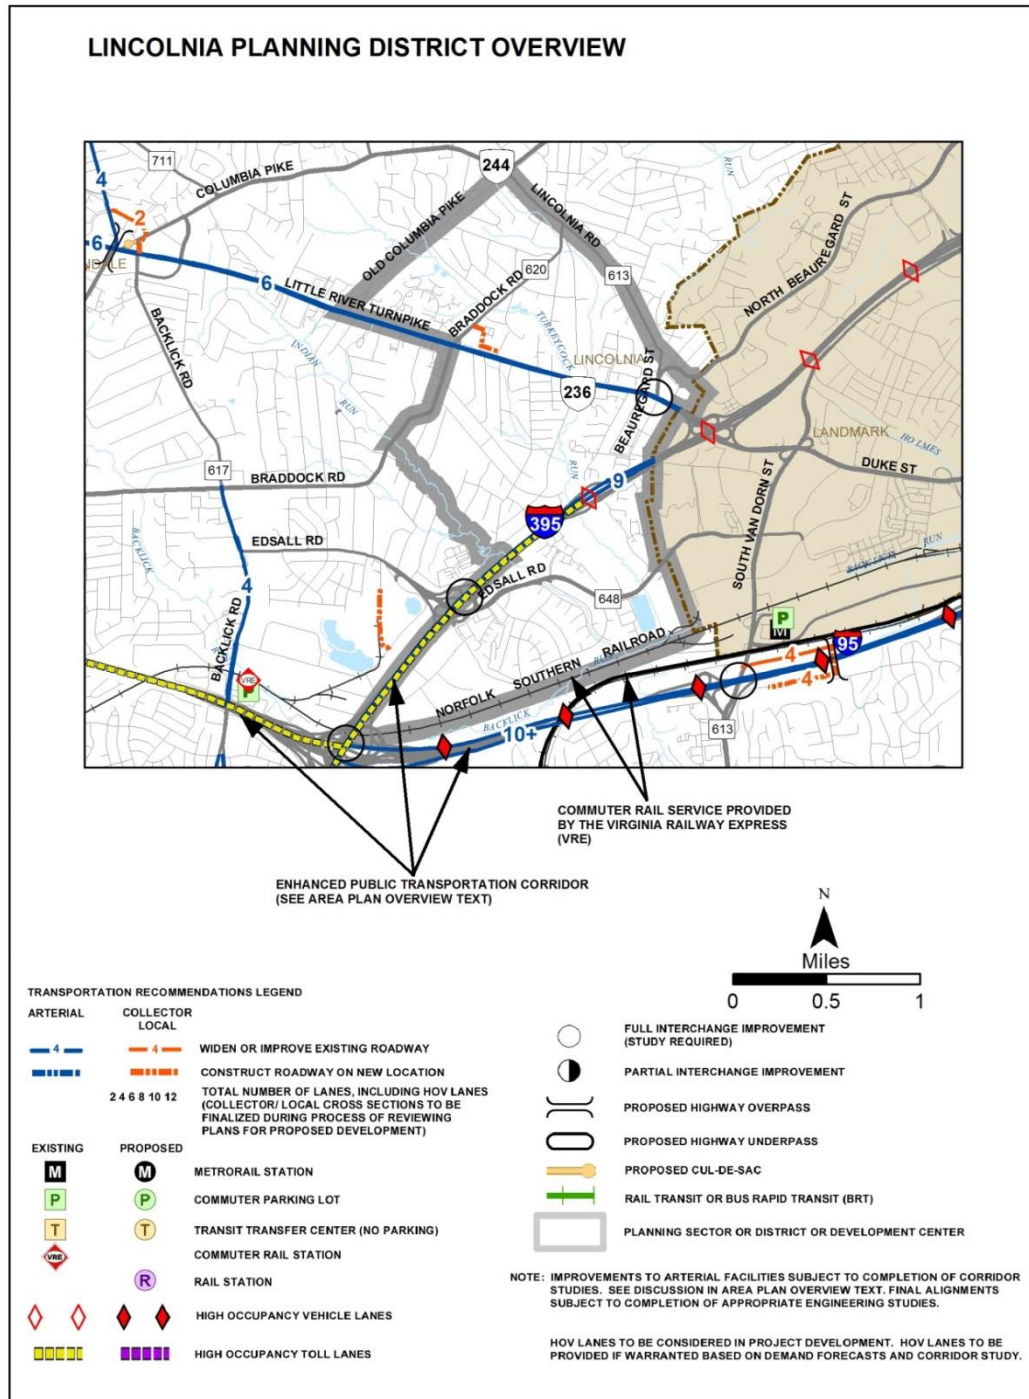 LINCOLNIA PLANNING DISTRICT OVERVIEW
711
COLUMBIA PIKE
244
RUN
4
2
OLD COLUMBIA PIKE
LINCOLNIA RD
NORTH BEAUREGARD ST
6
NDALE
6
LITTLE RIVER TURNPIKE
620
613
BRADDOCK RD
TURKEYCOCK
BACKLICK RD
INDIAN
RUN
LINCOLNIA
236
BEAUREGARD ST
LANDMARK
HOLMES
DUKE ST
617
BRADDOCK RD
RUN
9
395
SOUTH VAN DORN ST
BACKLICK
EDSALL RD
4
EDSALL RD
648
BACKLICK
RUN
BACKLICK RD
VRE
P
NORFOLK SOUTHERN RAILROAD
RUN
P
M
95
4
4
BACKLICK
10+
613
COMMUTER RAIL SERVICE PROVIDED
BY THE VIRGINIA RAILWAY EXPRESS
(VRE)
ENHANCED PUBLIC TRANSPORTATION CORRIDOR
(SEE AREA PLAN OVERVIEW TEXT)
N
Miles
0 0.5 1
TRANSPORTATION RECOMMENDATIONS LEGEND
ARTERIAL COLLECTOR
LOCAL
4 4 WIDEN OR IMPROVE EXISTING ROADWAY
CONSTRUCT ROADWAY ON NEW LOCATION
2 4 6 8 10 12 TOTAL NUMBER OF LANES, INCLUDING HOV LANES
(COLLECTOR/ LOCAL CROSS SECTIONS TO BE
FINALIZED DURING PROCESS OF REVIEWING
PLANS FOR PROPOSED DEVELOPMENT)
EXISTING PROPOSED
M M METRORAIL STATION
P P COMMUTER PARKING LOT
T T TRANSIT TRANSFER CENTER (NO PARKING)
VRE COMMUTER RAIL STATION
R RAIL STATION
HIGH OCCUPANCY VEHICLE LANES
HIGH OCCUPANCY TOLL LANES
FULL INTERCHANGE IMPROVEMENT
(STUDY REQUIRED)
PARTIAL INTERCHANGE IMPROVEMENT
PROPOSED HIGHWAY OVERPASS
PROPOSED HIGHWAY UNDERPASS
PROPOSED CUL-DE-SAC
RAIL TRANSIT OR BUS RAPID TRANSIT (BRT)
PLANNING SECTOR OR DISTRICT OR DEVELOPMENT CENTER
NOTE: IMPROVEMENTS TO ARTERIAL FACILITIES SUBJECT TO COMPLETION OF CORRIDOR
STUDIES. SEE DISCUSSION IN AREA PLAN OVERVIEW TEXT. FINAL ALIGNMENTS
SUBJECT TO COMPLETION OF APPROPRIATE ENGINEERING STUDIES.
HOV LANES TO BE CONSIDERED IN PROJECT DEVELOPMENT. HOV LANES TO BE
PROVIDED IF WARRANTED BASED ON DEMAND FORECASTS AND CORRIDOR STUDY.